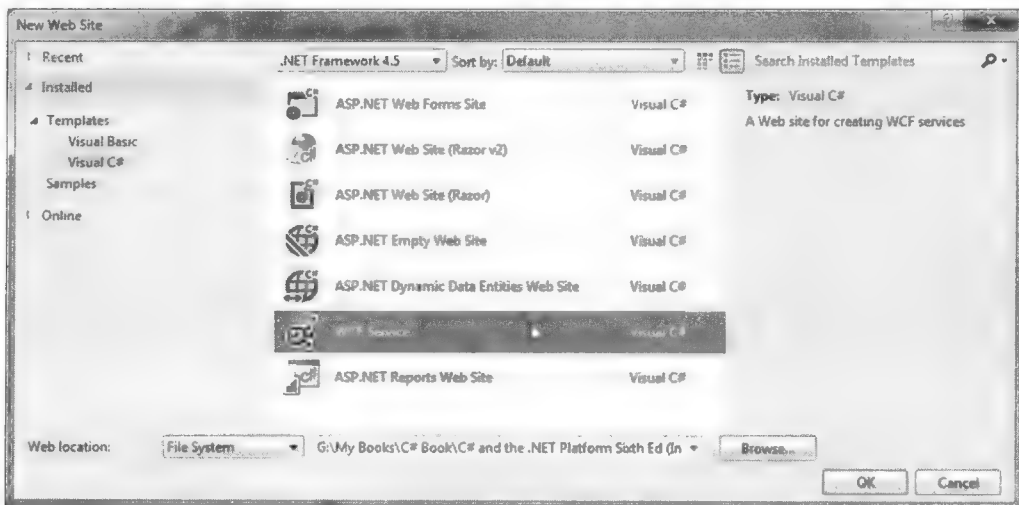 New Web Site
Recent
.NET Framework 4.5
Sort by: Default
Search Installed Templates
Installed
Templates
Visual Basic
Visual C#
Samples
Online
ASP.NET Web Forms Site Visual C#
ASP.NET Web Site (Razor v2) Visual C#
ASP.NET Web Site (Razor) Visual C#
ASP.NET Empty Web Site Visual C#
ASP.NET Dynamic Data Entities Web Site Visual C#
WCF Service Visual C#
ASP.NET Reports Web Site Visual C#
Type: Visual C#
A Web site for creating WCF services
Web location:
File System
G:\My Books\C# Book\C# and the .NET Platform Sixth Ed (In
Browse...
OK
Cancel